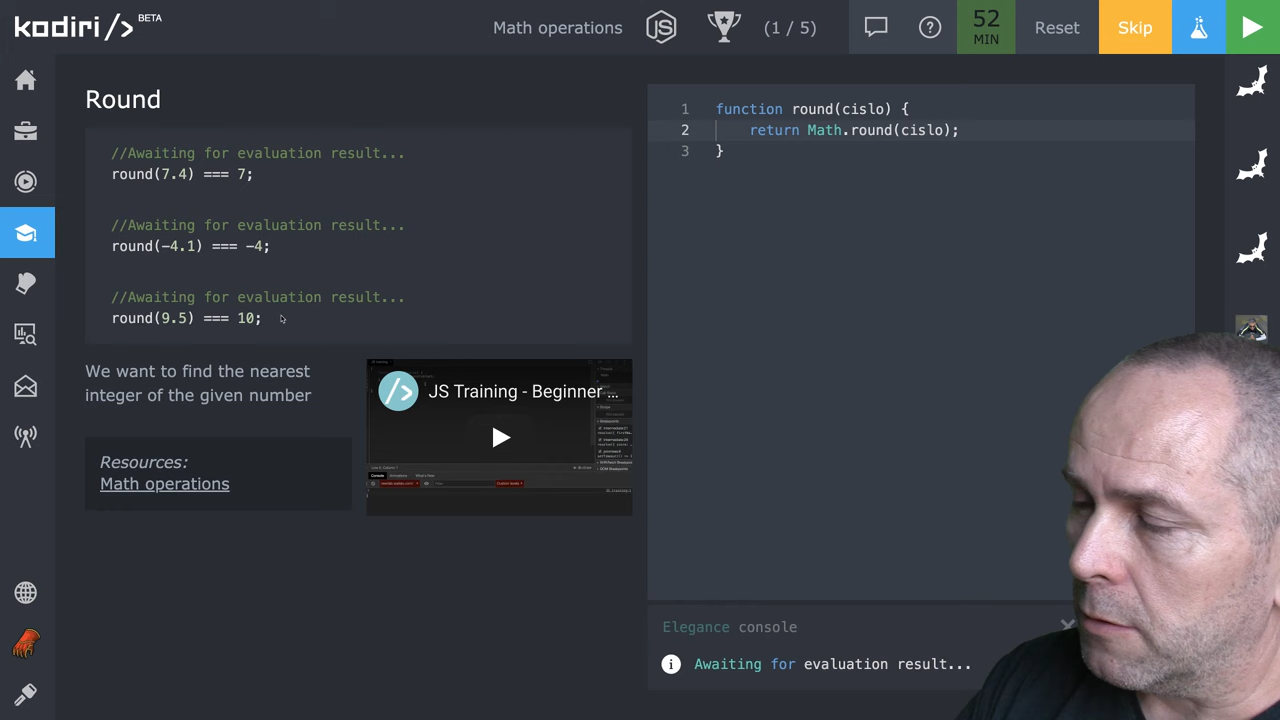 kodiri /> BETA
Math operations
JS
(1 / 5)
52
MIN
Reset
Skip
Round
//Awaiting for evaluation result...
round(7.4) === 7;
//Awaiting for evaluation result...
round(-4.1) === -4;
//Awaiting for evaluation result...
round(9.5) === 10;
We want to find the nearest
integer of the given number
Resources:
Math operations
JS Training - Beginner ...
1 function round(cislo) {
2 return Math.round(cislo);
3 }
Elegance console
Awaiting for evaluation result...